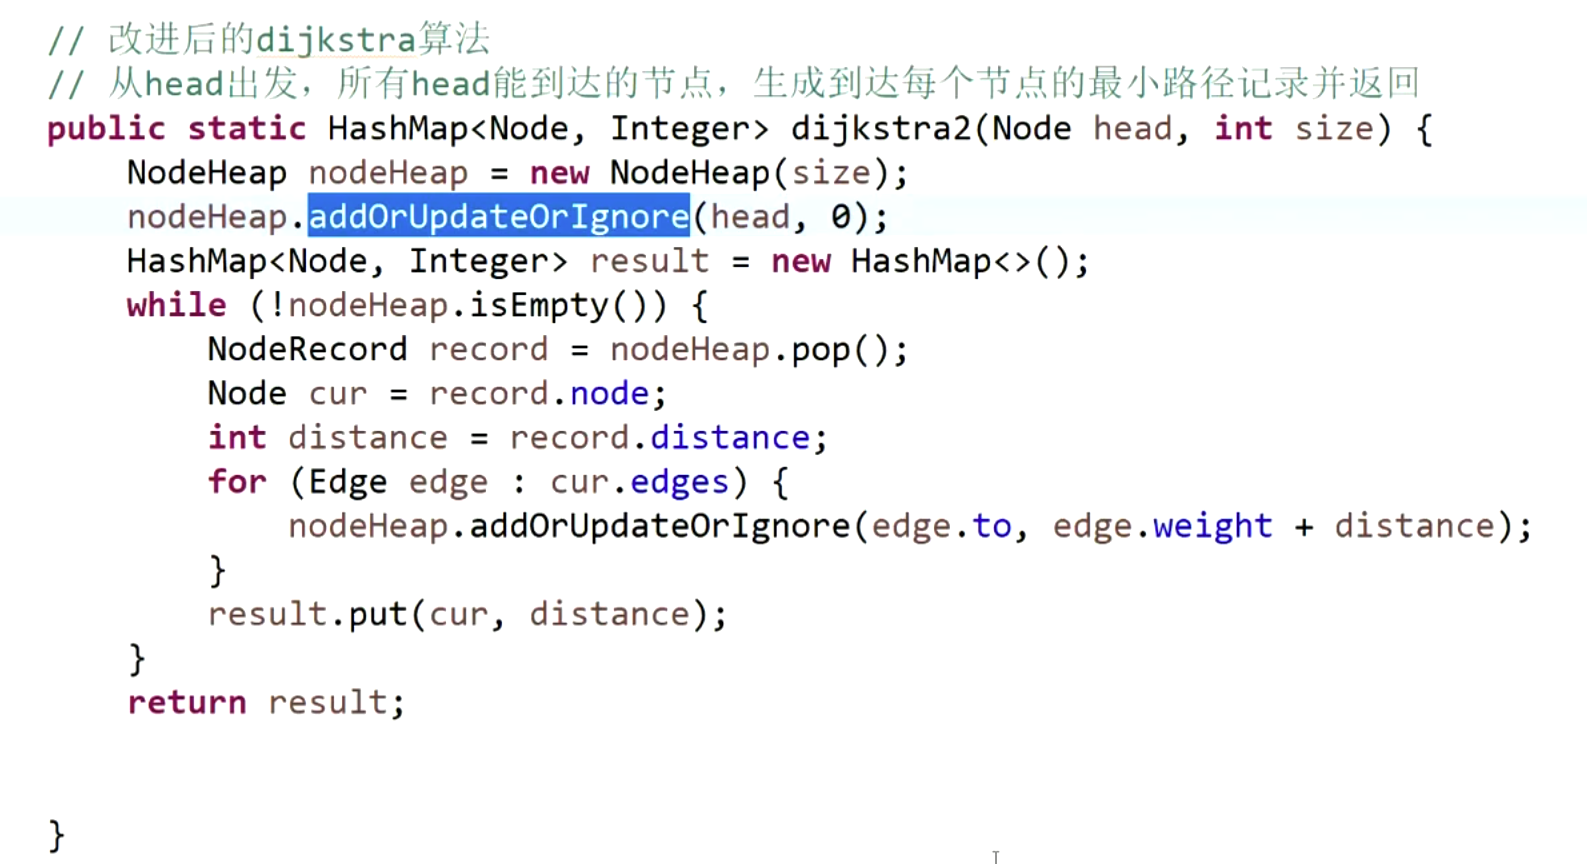 // 改进后的dijkstra算法
// 从head出发，所有head能到达的节点，生成到达每个节点的最小路径记录并返回
public static HashMap<Node, Integer> dijkstra2(Node head, int size) {
NodeHeap nodeHeap = new NodeHeap(size);
nodeHeap.addOrUpdateOrIgnore(head, 0);
HashMap<Node, Integer> result = new HashMap<>();
while (!nodeHeap.isEmpty()) {
NodeRecord record = nodeHeap.pop();
Node cur = record.node;
int distance = record.distance;
for (Edge edge : cur.edges) {
nodeHeap.addOrUpdateOrIgnore(edge.to, edge.weight + distance);
}
result.put(cur, distance);
}
return result;
}